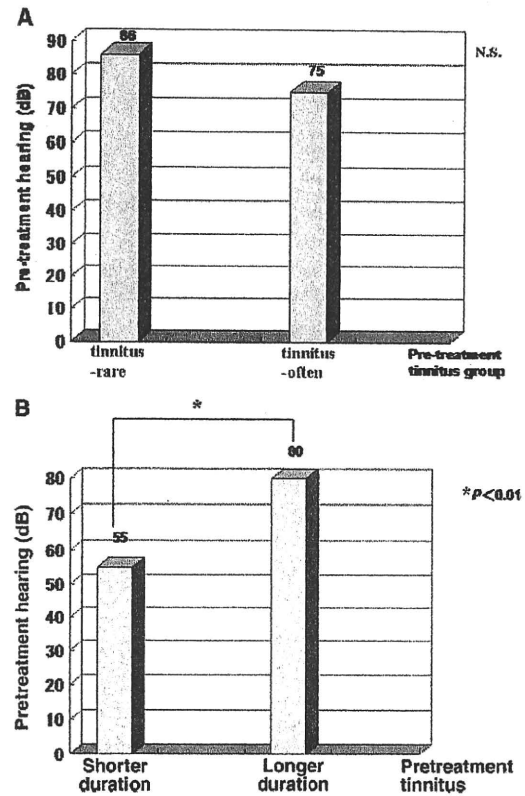 A
Pre-treatment hearing (dB)
90
80
70
60
50
40
30
20
10
0
86
75
N.S.
tinnitus
-rare
tinnitus
-often
Pre-treatment
tinnitus group
B
*
Pretreatment hearing (dB)
80
70
60
50
40
30
20
10
0
55
80
*P<0.01
Shorter
duration
Longer
duration
Pretreatment
tinnitus